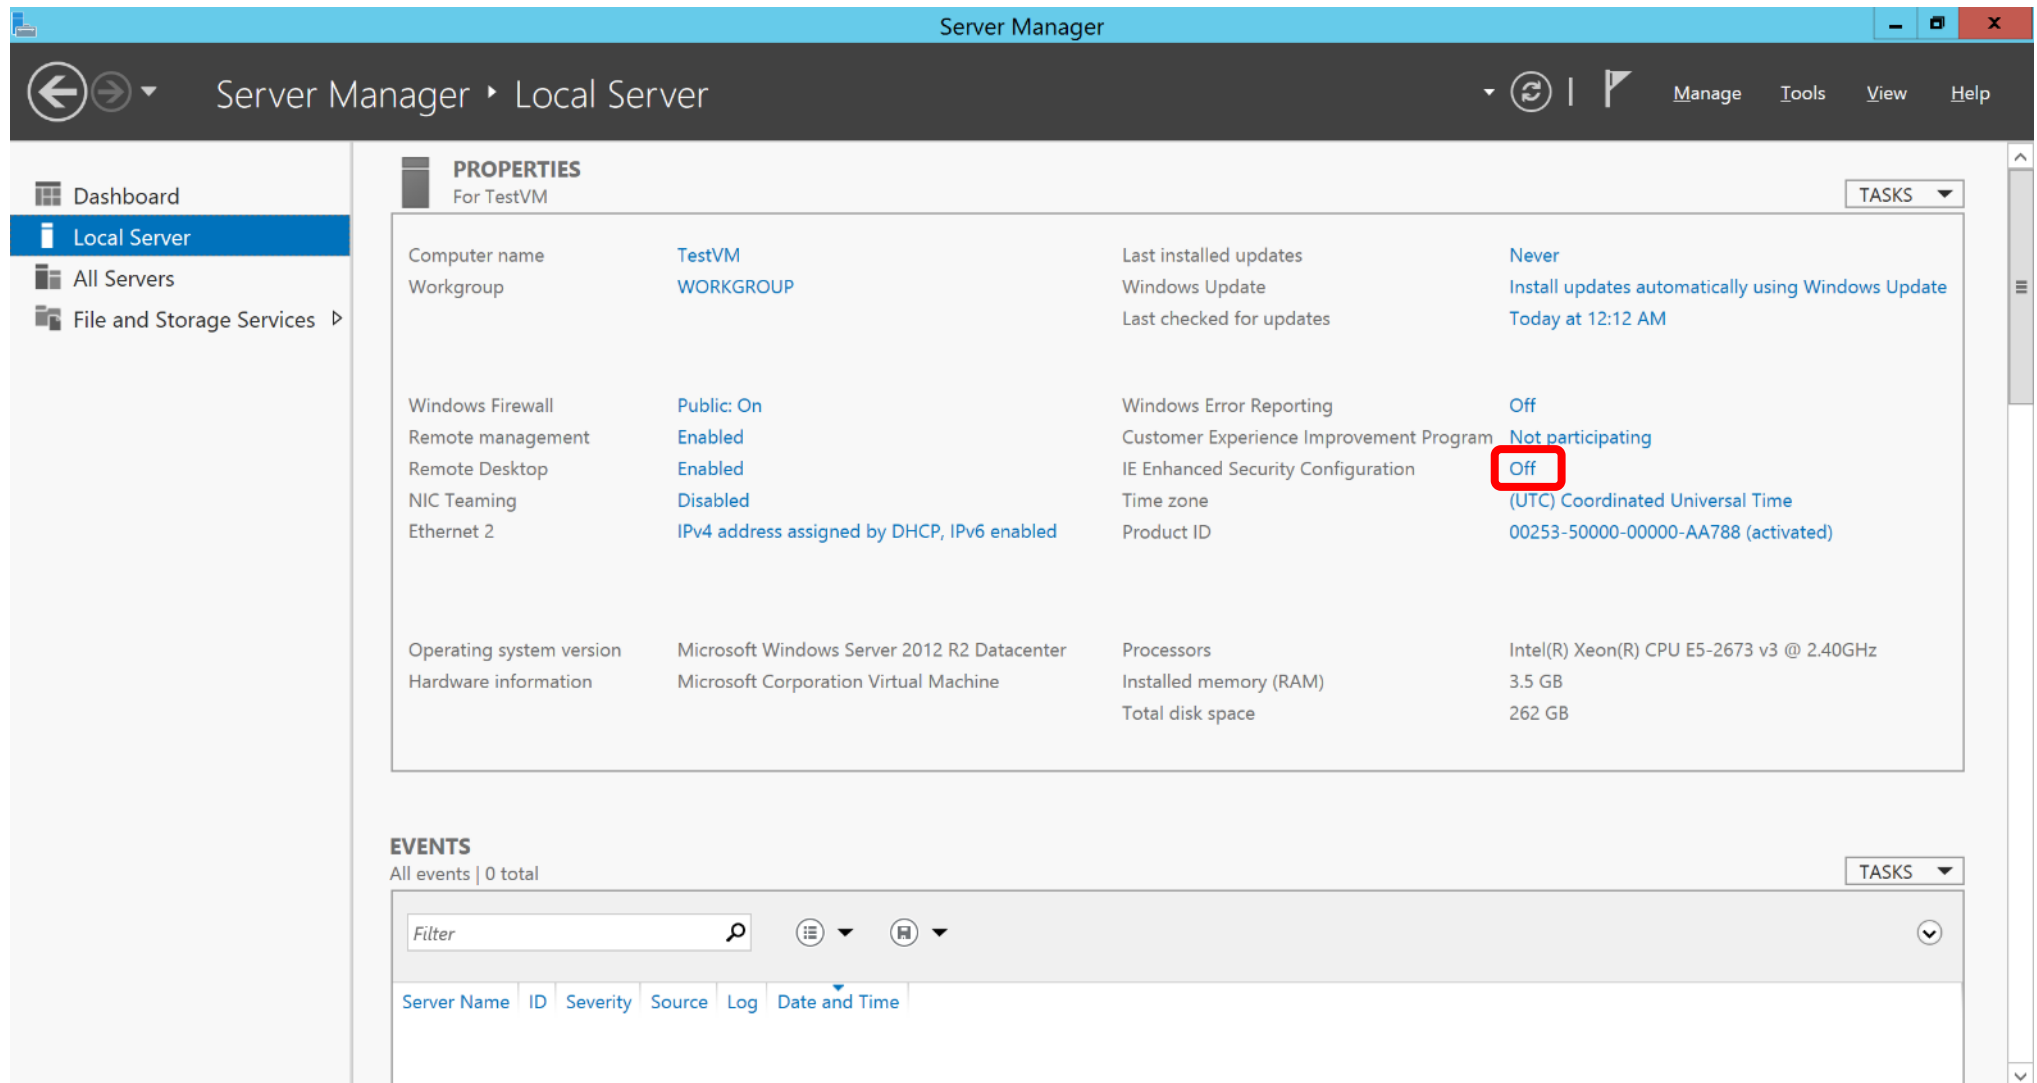 Server Manager
Server Manager ‣ Local Server
Manage Tools View Help
Dashboard
Local Server
All Servers
File and Storage Services
PROPERTIES
For TestVM
TASKS
Computer name TestVM Last installed updates Never
Workgroup WORKGROUP Windows Update Install updates automatically using Windows Update
Last checked for updates Today at 12:12 AM
Windows Firewall Public: On Windows Error Reporting Off
Remote management Enabled Customer Experience Improvement Program Not participating
Remote Desktop Enabled IE Enhanced Security Configuration Off
NIC Teaming Disabled Time zone (UTC) Coordinated Universal Time
Ethernet 2 IPv4 address assigned by DHCP, IPv6 enabled Product ID 00253-50000-00000-AA788 (activated)
Operating system version Microsoft Windows Server 2012 R2 Datacenter Processors Intel(R) Xeon(R) CPU E5-2673 v3 @ 2.40GHz
Hardware information Microsoft Corporation Virtual Machine Installed memory (RAM) 3.5 GB
Total disk space 262 GB
EVENTS
All events | 0 total
TASKS
Filter
Server Name ID Severity Source Log Date and Time